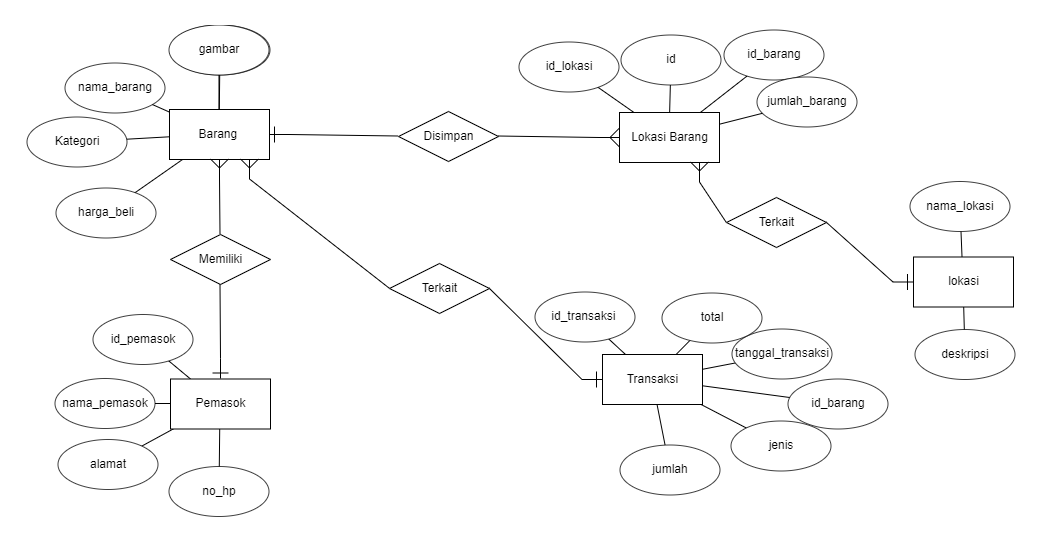 gambar
nama_barang
Kategori
harga_beli
Barang
Disimpan
id_lokasi
id
id_barang
jumlah_barang
Lokasi Barang
Terkait
nama_lokasi
lokasi
deskripsi
Memiliki
Terkait
id_transaksi
total
tanggal_transaksi
id_barang
jenis
jumlah
Transaksi
id_pemasok
nama_pemasok
alamat
no_hp
Pemasok